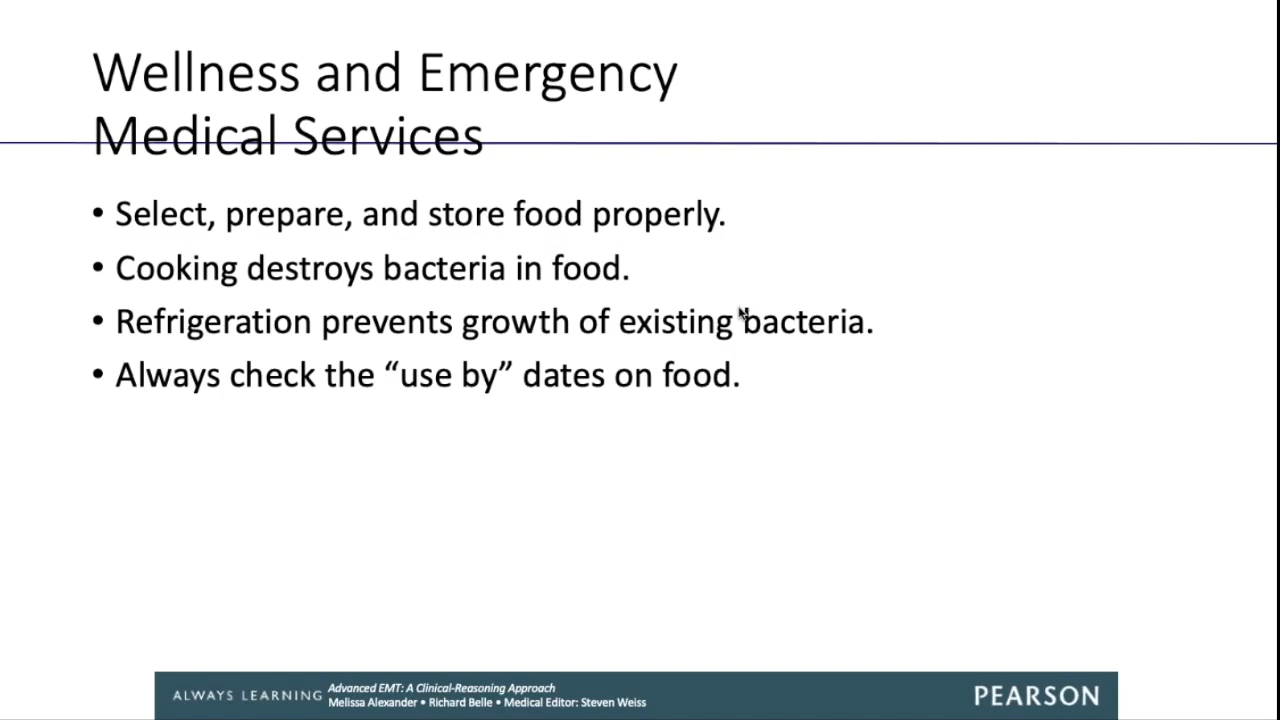 Wellness and Emergency
Medical Services
• Select, prepare, and store food properly.
• Cooking destroys bacteria in food.
• Refrigeration prevents growth of existing bacteria.
• Always check the “use by” dates on food.
ALWAYS LEARNING
Advanced EMT: A Clinical-Reasoning Approach
Melissa Alexander • Richard Belle • Medical Editor: Steven Weiss
PEARSON